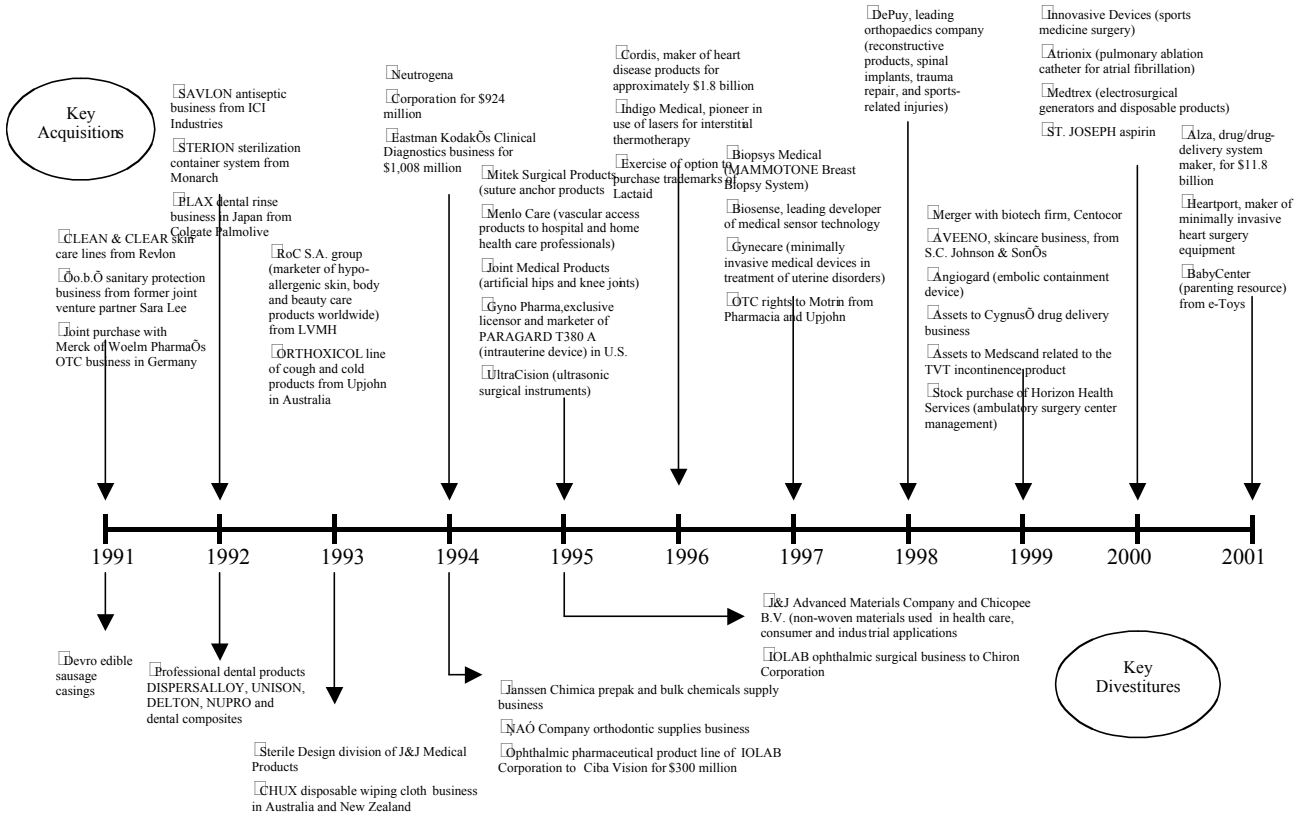 Key
Acquisitions
SAVLON antiseptic
business from ICI
Industries
STERION sterilization
container system from
Monarch
PLAX dental rinse
business in Japan from
Colgate Palmolive
CLEAN & CLEAR skin
care lines from Revlon
Õo.b.Õ sanitary protection
business from former joint
venture partner Sara Lee
Joint purchase with
Merck of Woelm PharmaÕs
OTC business in Germany
RoC S.A. group
(marketer of hypo-
allergenic skin, body
and beauty care
products worldwide)
from LVMH
ORTHOXICOL line
of cough and cold
products from Upjohn
in Australia
Neutrogena
Corporation for $924
million
Eastman KodakÕs Clinical
Diagnostics business for
$1,008 million
Mitek Surgical Products
(suture anchor products
Menlo Care (vascular access
products to hospital and home
health care professionals)
Joint Medical Products
(artificial hips and knee joints)
Gyno Pharma,exclusive
licensor and marketer of
PARAGARD T380 A
(intrauterine device) in U.S.
UltraCision (ultrasonic
surgical instruments)
Cordis, maker of heart
disease products for
approximately $1.8 billion
Indigo Medical, pioneer in
use of lasers for interstitial
thermotherapy
Exercise of option to
purchase trademarks of
Lactaid
Biopsys Medical
(MAMMOTONE Breast
Biopsy System)
Biosense, leading developer
of medical sensor technology
Gynecare (minimally
invasive medical devices in
treatment of uterine disorders)
OTC rights to Motrin from
Pharmacia and Upjohn
DePuy, leading
orthopaedics company
(reconstructive
products, spinal
implants, trauma
repair, and sports-
related injuries)
Merger with biotech firm, Centocor
AVEENO, skincare business, from
S.C. Johnson & SonÕs
Angiogard (embolic containment
device)
Assets to CygnusÕ drug delivery
business
Assets to Medscand related to the
TVT incontinence product
Stock purchase of Horizon Health
Services (ambulatory surgery center
management)
Innovasive Devices (sports
medicine surgery)
Atrionix (pulmonary ablation
catheter for atrial fibrillation)
Medtrex (electrosurgical
generators and disposable products)
ST. JOSEPH aspirin
Alza, drug/drug-
delivery system
maker, for $11.8
billion
Heartport, maker of
minimally invasive
heart surgery
equipment
BabyCenter
(parenting resource)
from e-Toys
1991 1992 1993 1994 1995 1996 1997 1998 1999 2000 2001
Devro edible
sausage
casings
Professional dental products
DISPERSALLOY, UNISON,
DELTON, NUPRO and
dental composites
Sterile Design division of J&J Medical
Products
CHUX disposable wiping cloth business
in Australia and New Zealand
Janssen Chimica prepak and bulk chemicals supply
business
ŅAÓ Company orthodontic supplies business
Ophthalmic pharmaceutical product line of IOLAB
Corporation to Ciba Vision for $300 million
J&J Advanced Materials Company and Chicopee
B.V. (non-woven materials used in health care,
consumer and industrial applications
IOLAB ophthalmic surgical business to Chiron
Corporation
Key
Divestitures